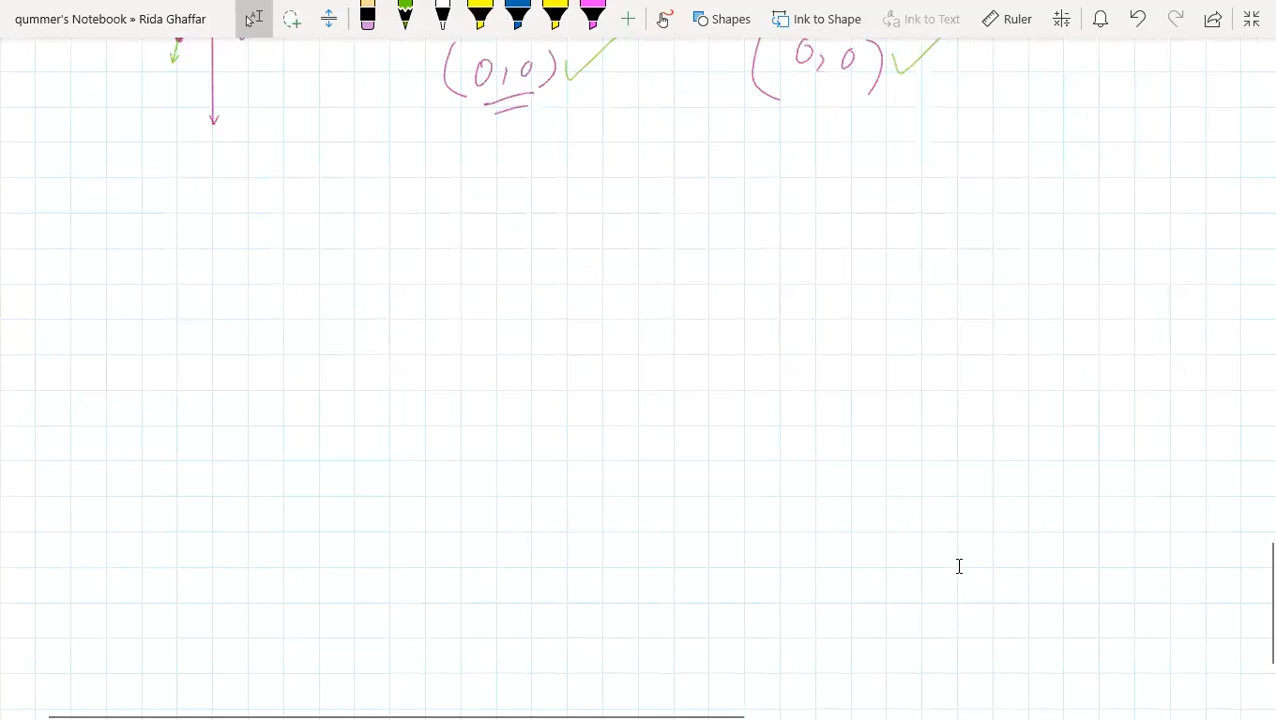 qummer's Notebook » Rida Ghaffar Shapes Ink to Shape Ink to Text Ruler
(0,0) ✓ (0,0) ✓